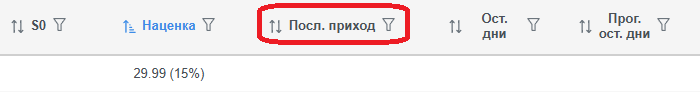 S0 Наценка Посл. приход Ост. дни Прог. ост. дни
29.99 (15%)